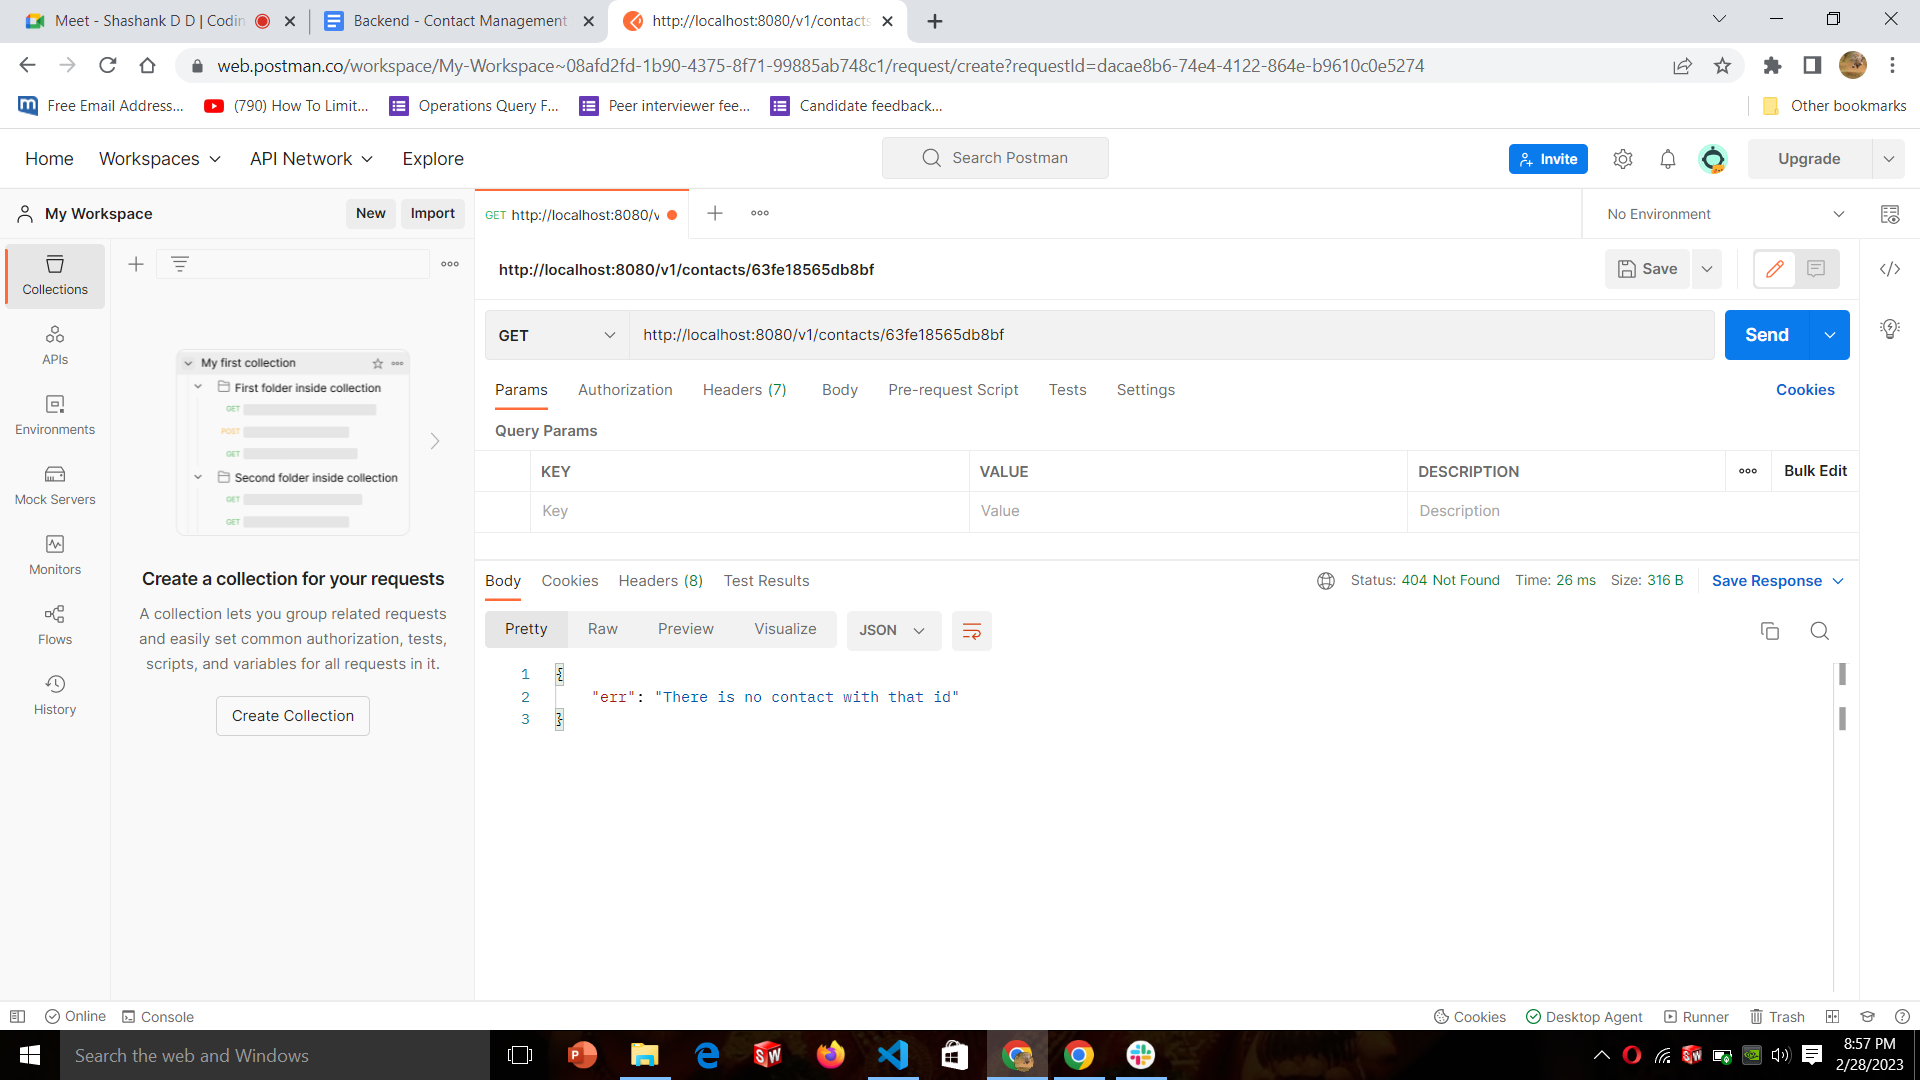 Meet - Shashank D D | Codin
Backend - Contact Management
http://localhost:8080/v1/contacts
web.postman.co/workspace/My-Workspace~08afd2fd-1b90-4375-8f71-99885ab748c1/request/create?requestId=dacae8b6-74e4-4122-864e-b9610c0e5274
Free Email Address...
(790) How To Limit...
Operations Query F...
Peer interviewer fee...
Candidate feedback...
Other bookmarks
Home
Workspaces
API Network
Explore
Search Postman
Invite
Upgrade
My Workspace
New
Import
GET http://localhost:8080/v
No Environment
Collections
APIs
Environments
Mock Servers
Monitors
Flows
History
My first collection
First folder inside collection
GET
POST
GET
Second folder inside collection
GET
GET
Create a collection for your requests
A collection lets you group related requests
and easily set common authorization, tests,
scripts, and variables for all requests in it.
Create Collection
http://localhost:8080/v1/contacts/63fe18565db8bf
Save
GET
http://localhost:8080/v1/contacts/63fe18565db8bf
Send
Params
Authorization
Headers (7)
Body
Pre-request Script
Tests
Settings
Cookies
Query Params
KEY
VALUE
DESCRIPTION
Bulk Edit
Key
Value
Description
Body
Cookies
Headers (8)
Test Results
Status: 404 Not Found
Time: 26 ms
Size: 316 B
Save Response
Pretty
Raw
Preview
Visualize
JSON
1 {
2 "err": "There is no contact with that id"
3 }
Online
Console
Cookies
Desktop Agent
Runner
Trash
Search the web and Windows
8:57 PM
2/28/2023